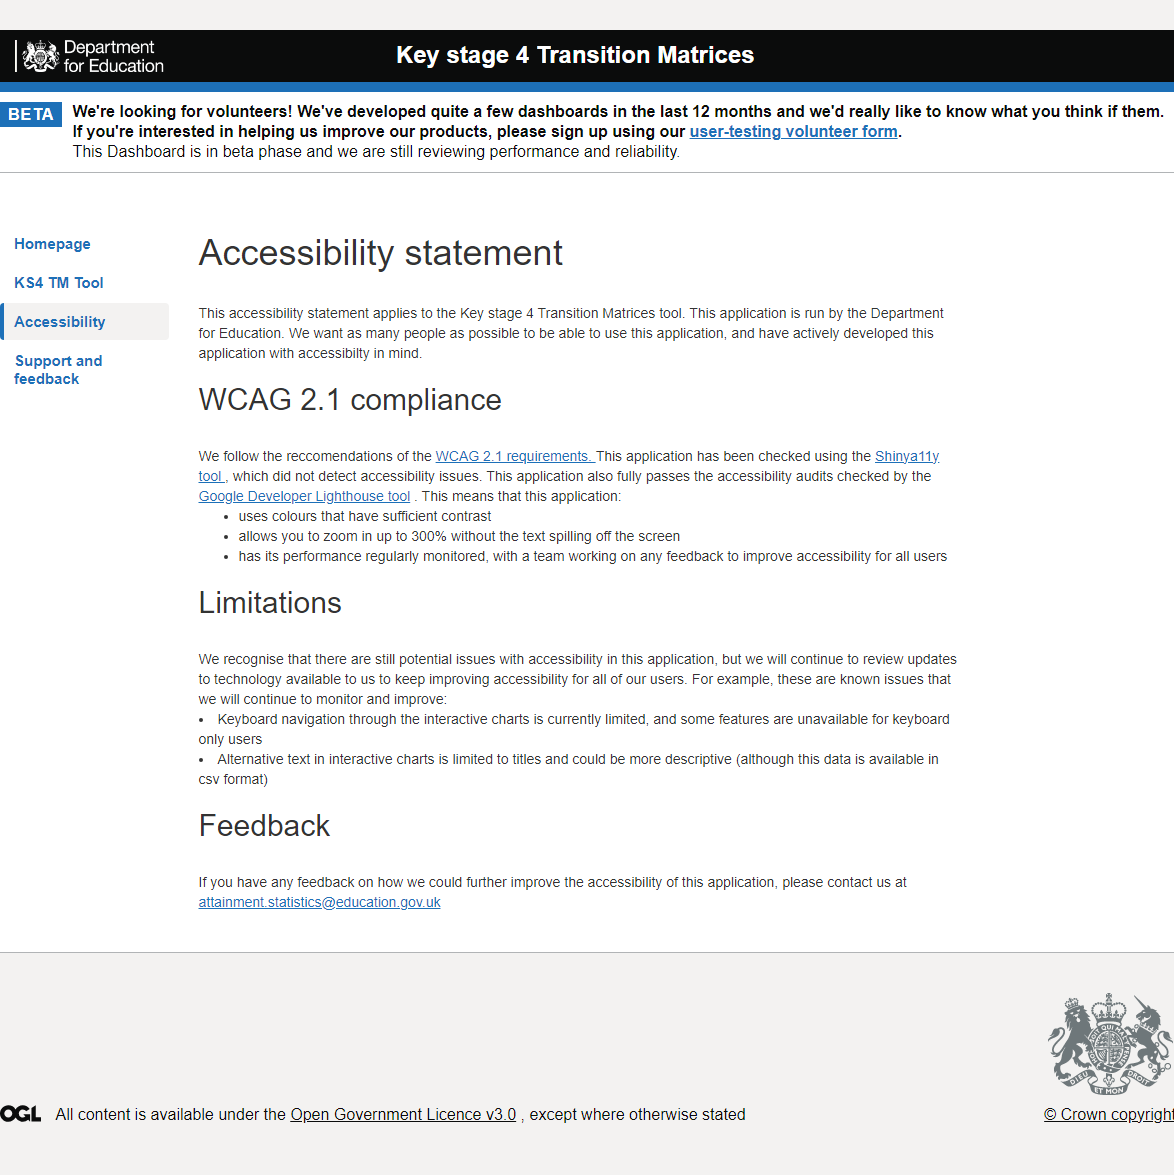 Department
for Education
Key stage 4 Transition Matrices
BETA
We're looking for volunteers! We've developed quite a few dashboards in the last 12 months and we'd really like to know what you think if them.
If you're interested in helping us improve our products, please sign up using our user-testing volunteer form.
This Dashboard is in beta phase and we are still reviewing performance and reliability.
Homepage
KS4 TM Tool
Accessibility
Support and
feedback
Accessibility statement
This accessibility statement applies to the Key stage 4 Transition Matrices tool. This application is run by the Department
for Education. We want as many people as possible to be able to use this application, and have actively developed this
application with accessibilty in mind.
WCAG 2.1 compliance
We follow the reccomendations of the WCAG 2.1 requirements. This application has been checked using the Shinya11y
tool , which did not detect accessibility issues. This application also fully passes the accessibility audits checked by the
Google Developer Lighthouse tool . This means that this application:
• uses colours that have sufficient contrast
• allows you to zoom in up to 300% without the text spilling off the screen
• has its performance regularly monitored, with a team working on any feedback to improve accessibility for all users
Limitations
We recognise that there are still potential issues with accessibility in this application, but we will continue to review updates
to technology available to us to keep improving accessibility for all of our users. For example, these are known issues that
we will continue to monitor and improve:
• Keyboard navigation through the interactive charts is currently limited, and some features are unavailable for keyboard
only users
• Alternative text in interactive charts is limited to titles and could be more descriptive (although this data is available in
csv format)
Feedback
If you have any feedback on how we could further improve the accessibility of this application, please contact us at
attainment.statistics@education.gov.uk
DIEU ET MON DROIT
OGL
All content is available under the Open Government Licence v3.0 , except where otherwise stated
© Crown copyright